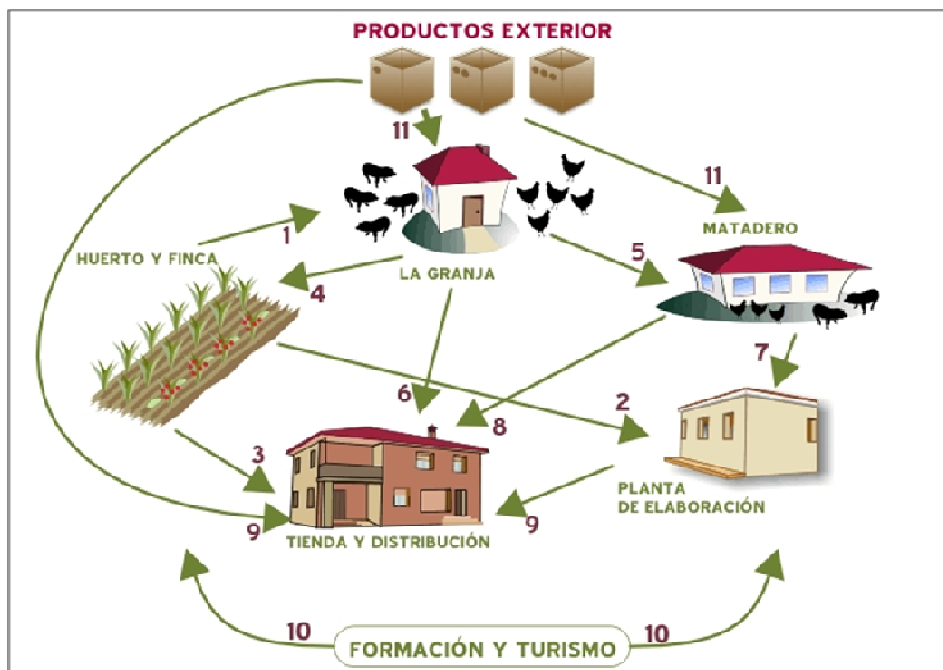 PRODUCTOS EXTERIOR
11
11
MATADERO
1
5
HUERTO Y FINCA
LA GRANJA
4
7
6
2
8
3
PLANTA
DE ELABORACIÓN
9
9
TIENDA Y DISTRIBUCIÓN
10
10
FORMACIÓN Y TURISMO